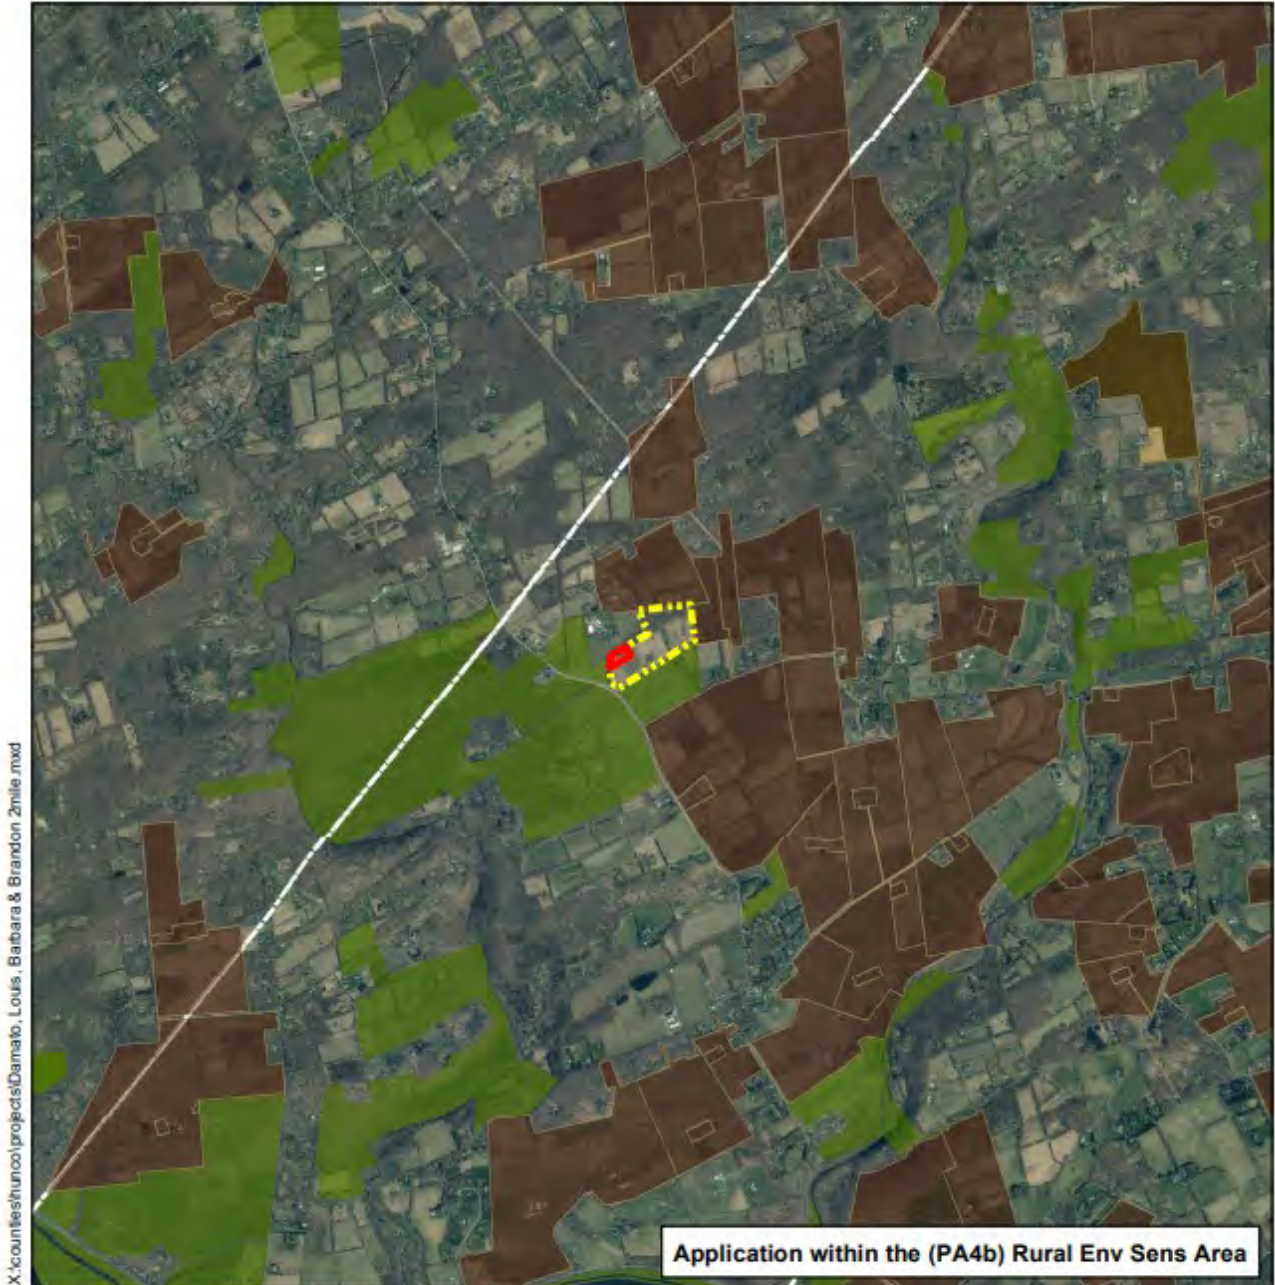 X:\counties\hunco\projects\Damato, Louis, Barbara & Brandon 2mile.mxd
Application within the (PA4b) Rural Env Sens Area